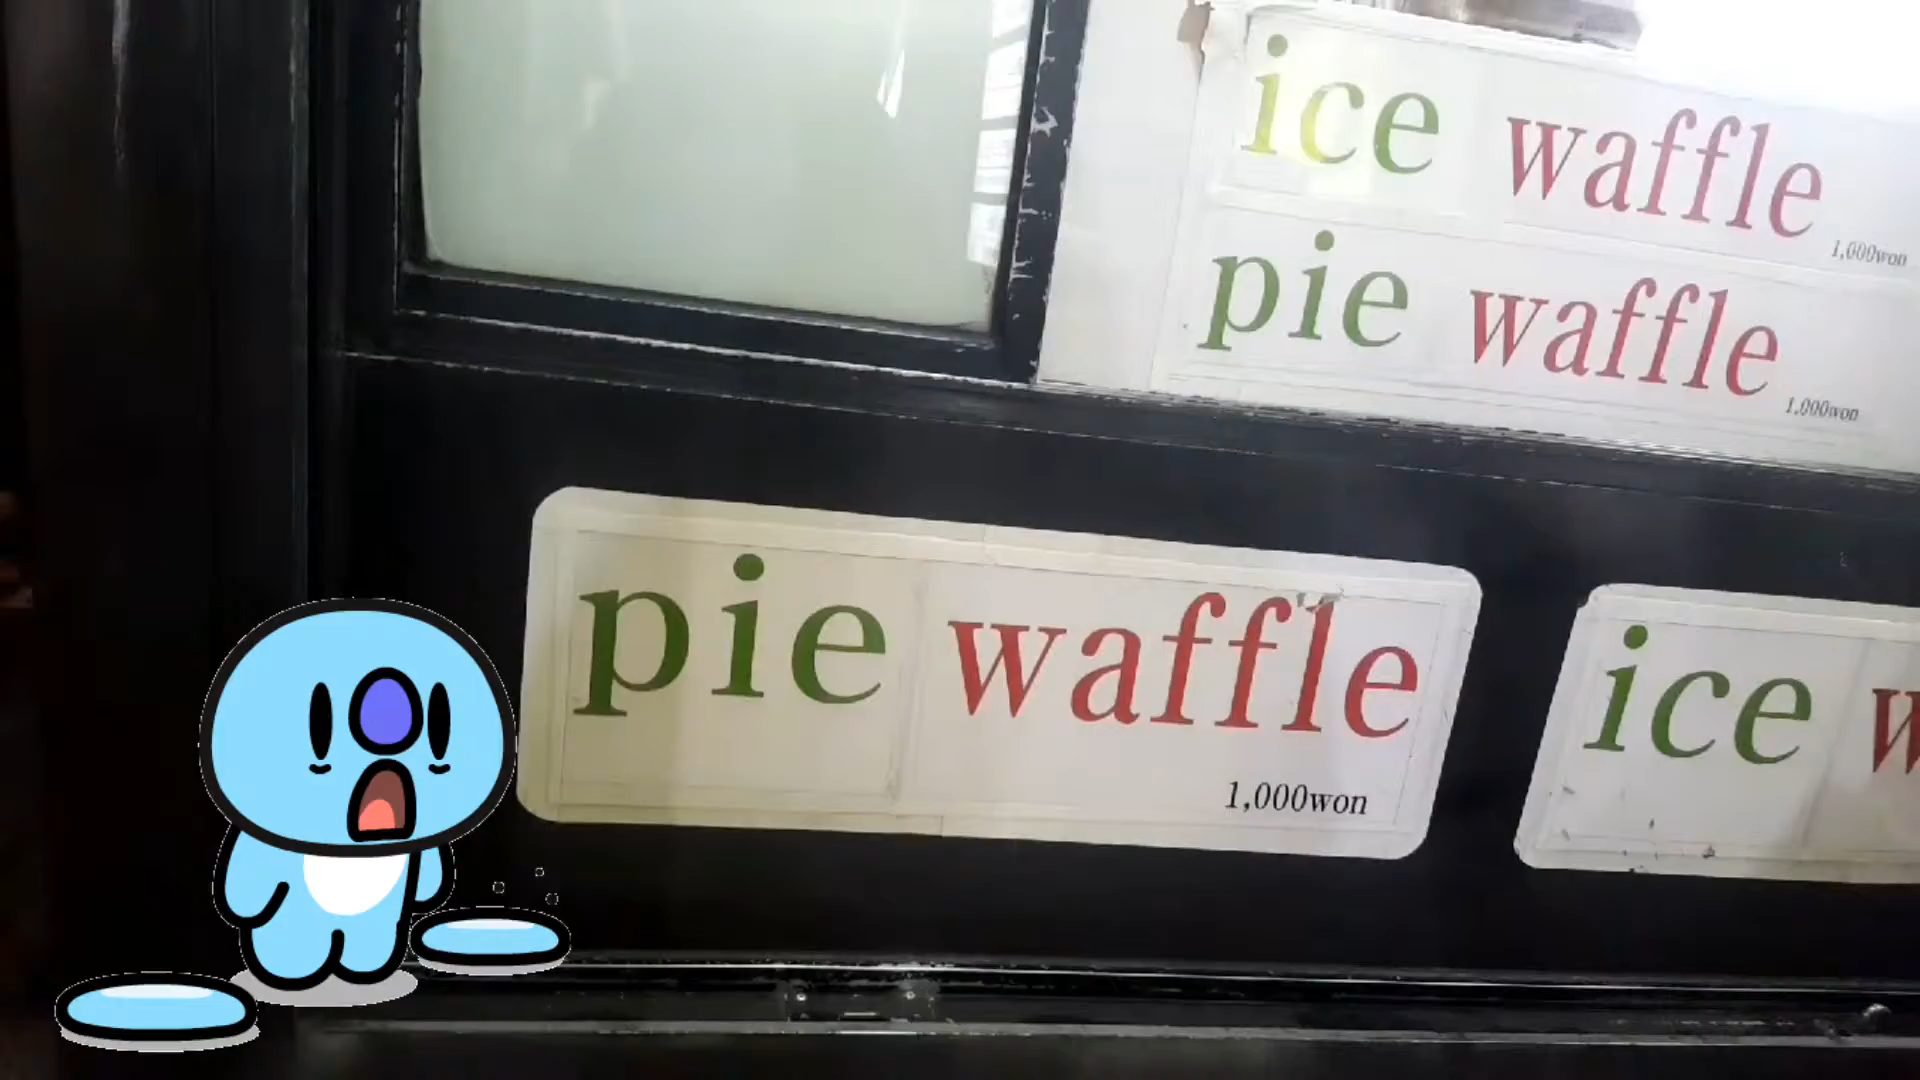 ice waffle
1,000won
pie waffle
1,000won
pie waffle
1,000won
ice